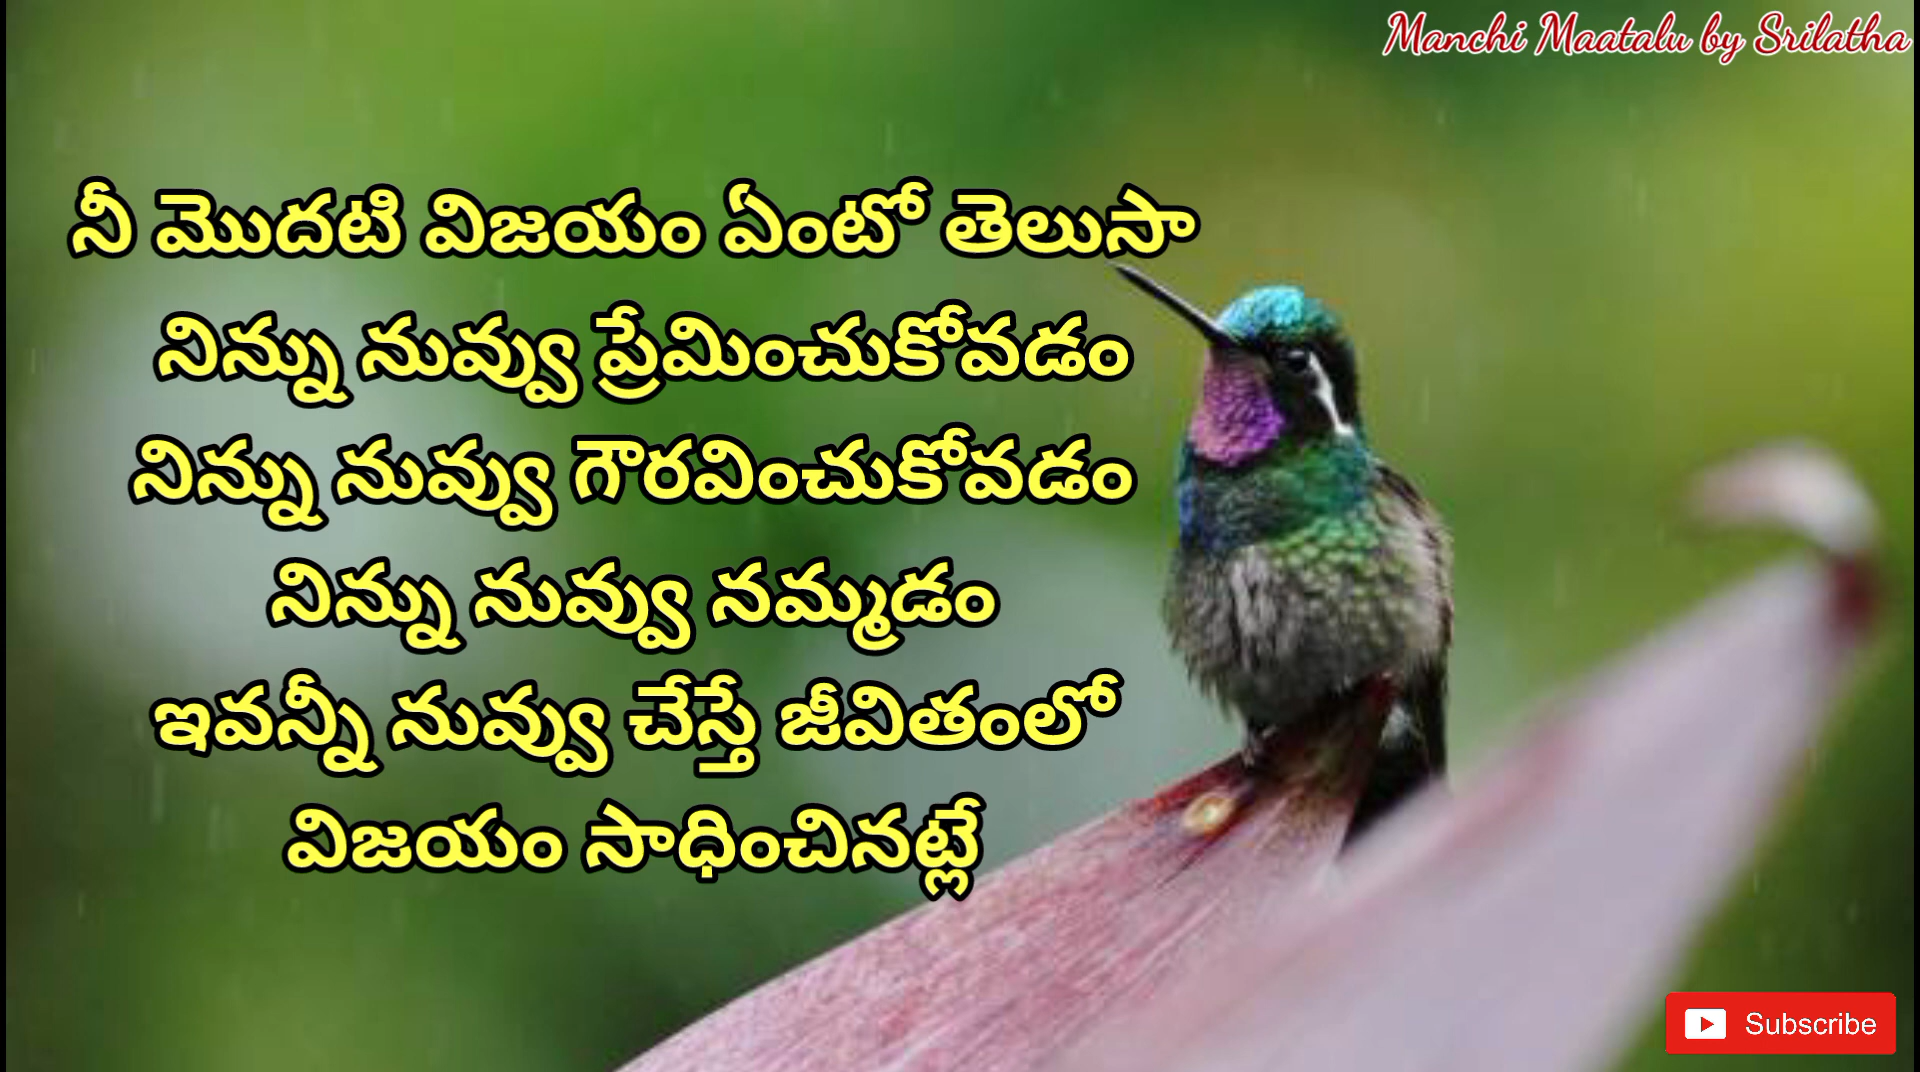 Manchi Maatalu by Srilatha
నీ మొదటి విజయం ఏంటో తెలుసా
నిన్ను నువ్వు ప్రేమించుకోవడం
నిన్ను నువ్వు గౌరవించుకోవడం
నిన్ను నువ్వు నమ్మడం
ఇవన్నీ నువ్వు చేస్తే జీవితంలో
విజయం సాధించినట్లే
Subscribe